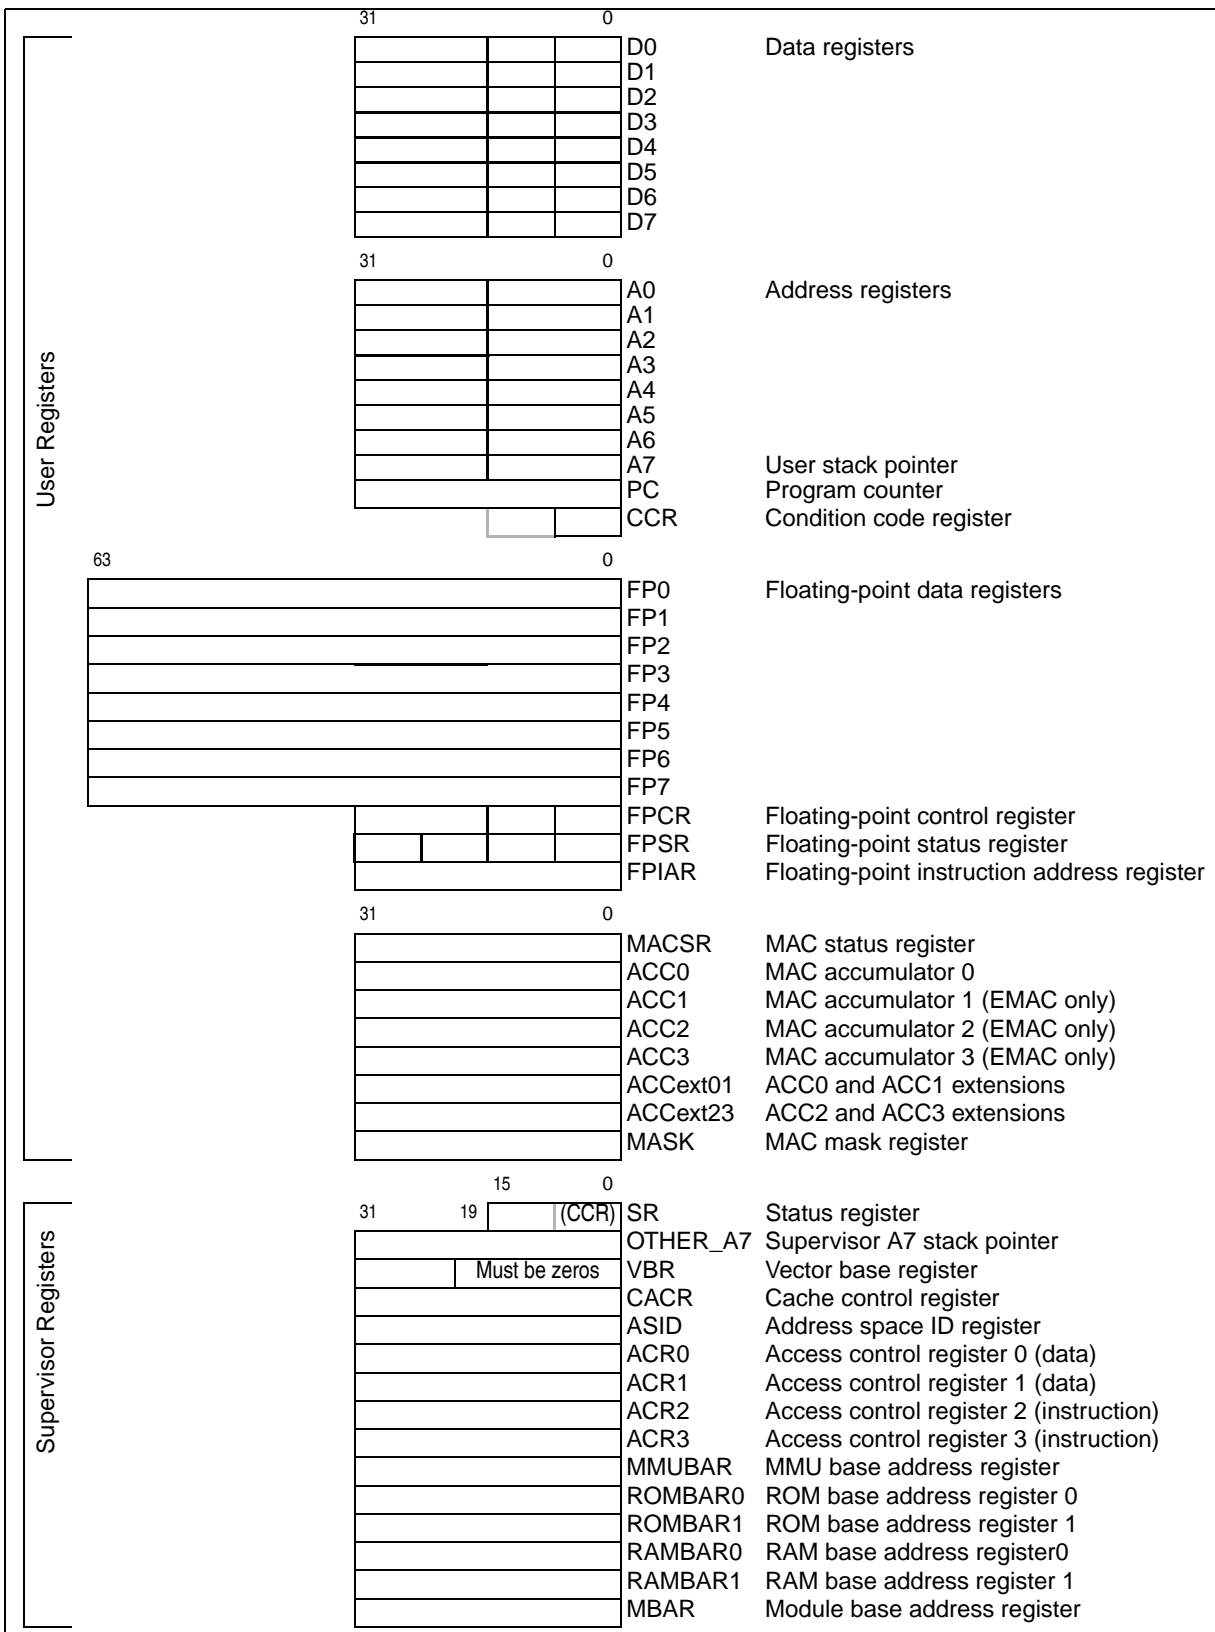 31 0
D0 Data registers
D1
D2
D3
D4
D5
D6
D7
31 0
A0 Address registers
A1
A2
A3
A4
A5
A6
A7 User stack pointer
PC Program counter
CCR Condition code register
User Registers
63 0
FP0 Floating-point data registers
FP1
FP2
FP3
FP4
FP5
FP6
FP7
FPCR Floating-point control register
FPSR Floating-point status register
FPIAR Floating-point instruction address register
31 0
MACSR MAC status register
ACC0 MAC accumulator 0
ACC1 MAC accumulator 1 (EMAC only)
ACC2 MAC accumulator 2 (EMAC only)
ACC3 MAC accumulator 3 (EMAC only)
ACCext01 ACC0 and ACC1 extensions
ACCext23 ACC2 and ACC3 extensions
MASK MAC mask register
15 0
31 19 (CCR) SR Status register
OTHER_A7 Supervisor A7 stack pointer
Must be zeros VBR Vector base register
CACR Cache control register
ASID Address space ID register
ACR0 Access control register 0 (data)
ACR1 Access control register 1 (data)
ACR2 Access control register 2 (instruction)
ACR3 Access control register 3 (instruction)
MMUBAR MMU base address register
ROMBAR0 ROM base address register 0
ROMBAR1 ROM base address register 1
RAMBAR0 RAM base address register0
RAMBAR1 RAM base address register 1
MBAR Module base address register
Supervisor Registers